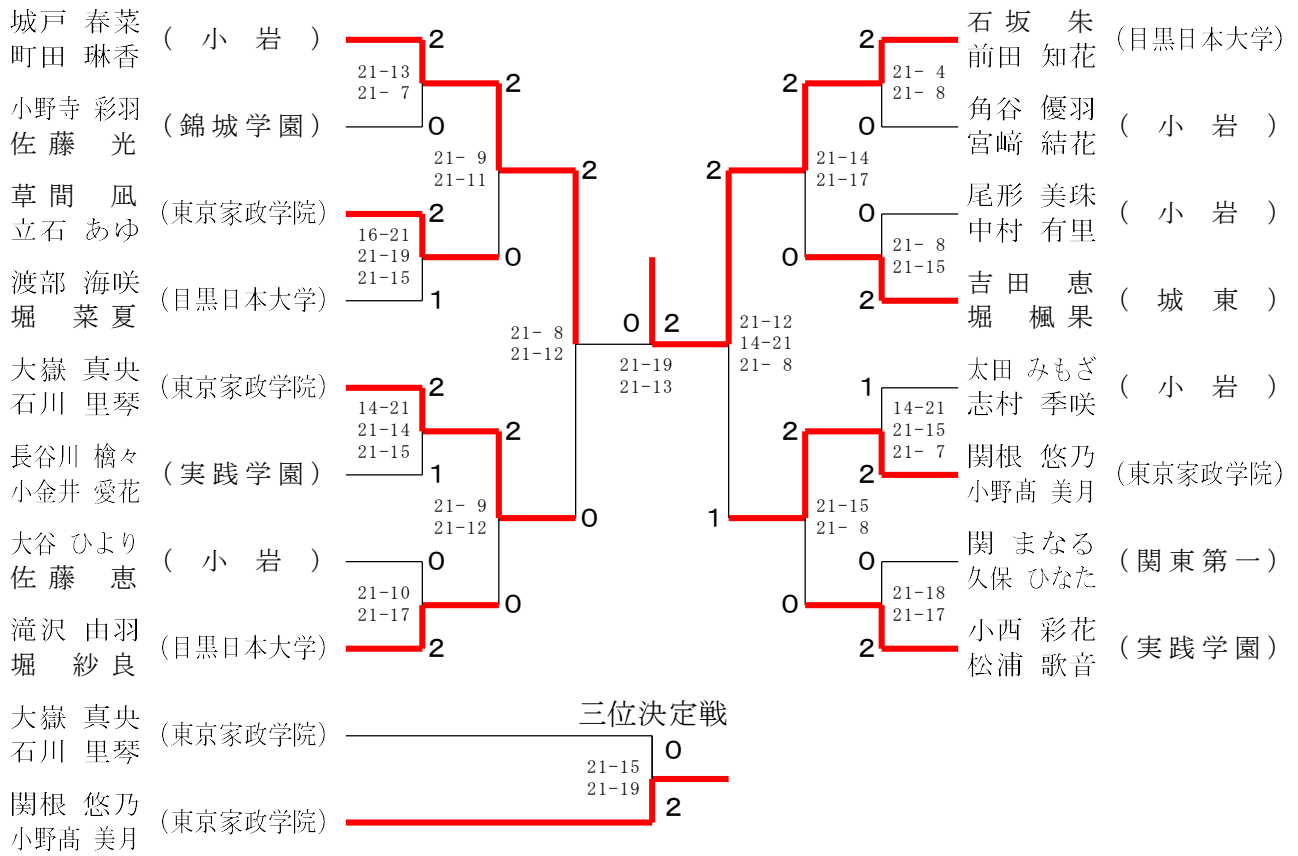 城戸 春菜
町田 琳香
(小岩)
2
21-13
21- 7
小野寺 彩羽
佐藤 光
(錦城学園)
0
2
21- 9
21-11
草間 凪
立石 あゆ
(東京家政学院)
2
16-21
21-19
21-15
0
渡部 海咲
堀 菜夏
(目黒日本大学)
1
2
21- 8
21-12
大嶽 真央
石川 里琴
(東京家政学院)
2
14-21
21-14
21-15
2
長谷川 檎々
小金井 愛花
(実践学園)
1
21- 9
21-12
0
大谷 ひより
佐藤 恵
(小岩)
0
21-10
21-17
0
滝沢 由羽
堀 紗良
(目黒日本大学)
2
0 2
21-19
21-13
石坂 朱
前田 知花
(目黒日本大学)
2
21- 4
21- 8
2
角谷 優羽
宮﨑 結花
(小岩)
0
21-14
21-17
2
尾形 美珠
中村 有里
(小岩)
0
21- 8
21-15
0
吉田 恵
堀 楓果
(城東)
2
21-12
14-21
21- 8
太田 みもざ
志村 季咲
(小岩)
1
14-21
21-15
21- 7
2
関根 悠乃
小野髙 美月
(東京家政学院)
2
21-15
21- 8
1
関 まなる
久保 ひなた
(関東第一)
0
21-18
21-17
0
小西 彩花
松浦 歌音
(実践学園)
2
三位決定戦
大嶽 真央
石川 里琴
(東京家政学院)
0
21-15
21-19
関根 悠乃
小野髙 美月
(東京家政学院)
2